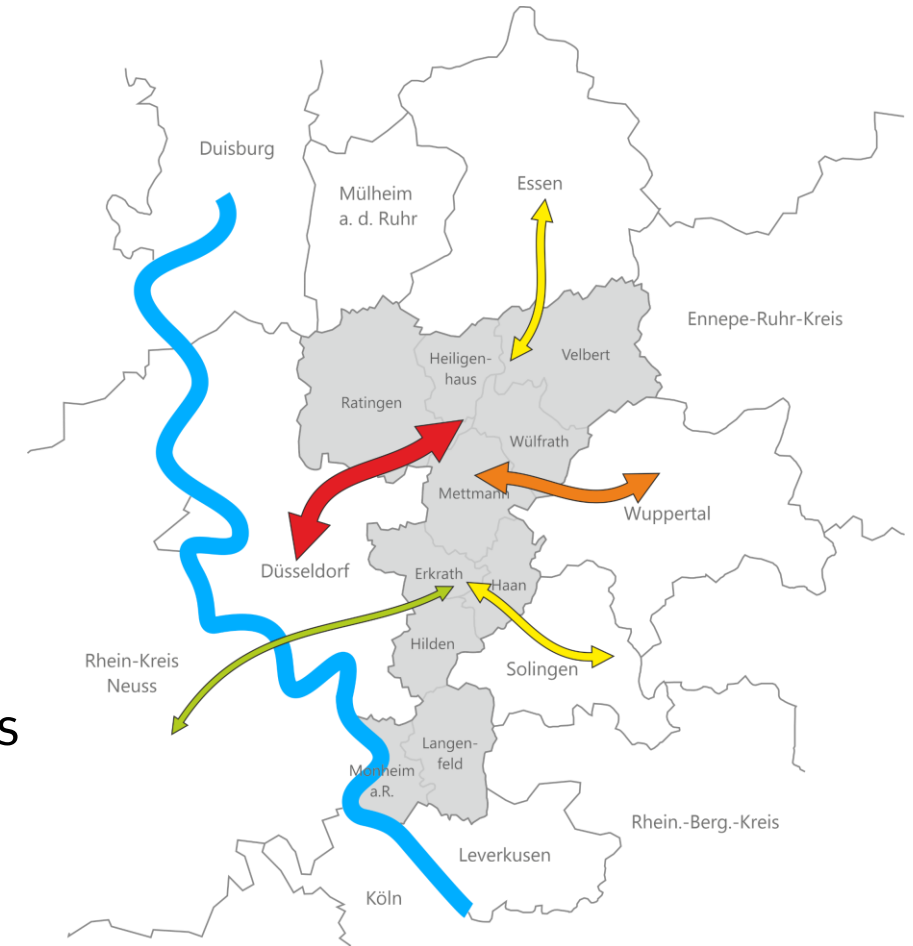 Duisburg
Mülheim
a. d. Ruhr
Essen
Ennepe-Ruhr-Kreis
Heiligen-
haus
Velbert
Ratingen
Wülfrath
Mettmann
Wuppertal
Düsseldorf
Erkrath
Haan
Hilden
Rhein-Kreis
Neuss
Solingen
s
Langen-
feld
Monheim
a.R.
Rhein.-Berg.-Kreis
Leverkusen
Köln